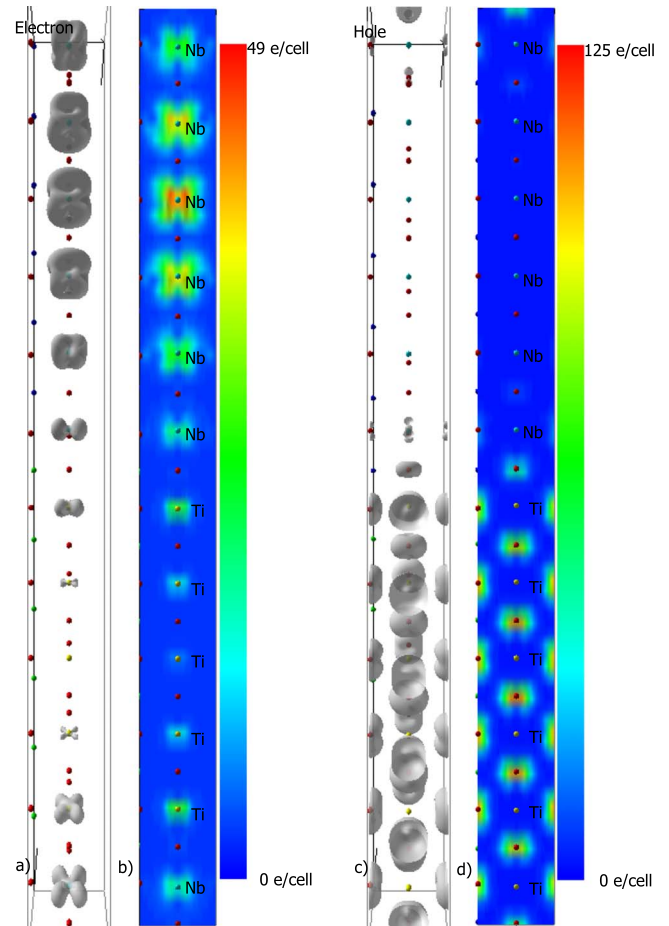 Electron
49 e/cell
Nb
Nb
Nb
Nb
Nb
Nb
Ti
Ti
Ti
Ti
Ti
Nb
0 e/cell
a)
b)
Hole
125 e/cell
Nb
Nb
Nb
Nb
Nb
Nb
Ti
Ti
Ti
Ti
Ti
Ti
0 e/cell
c)
d)